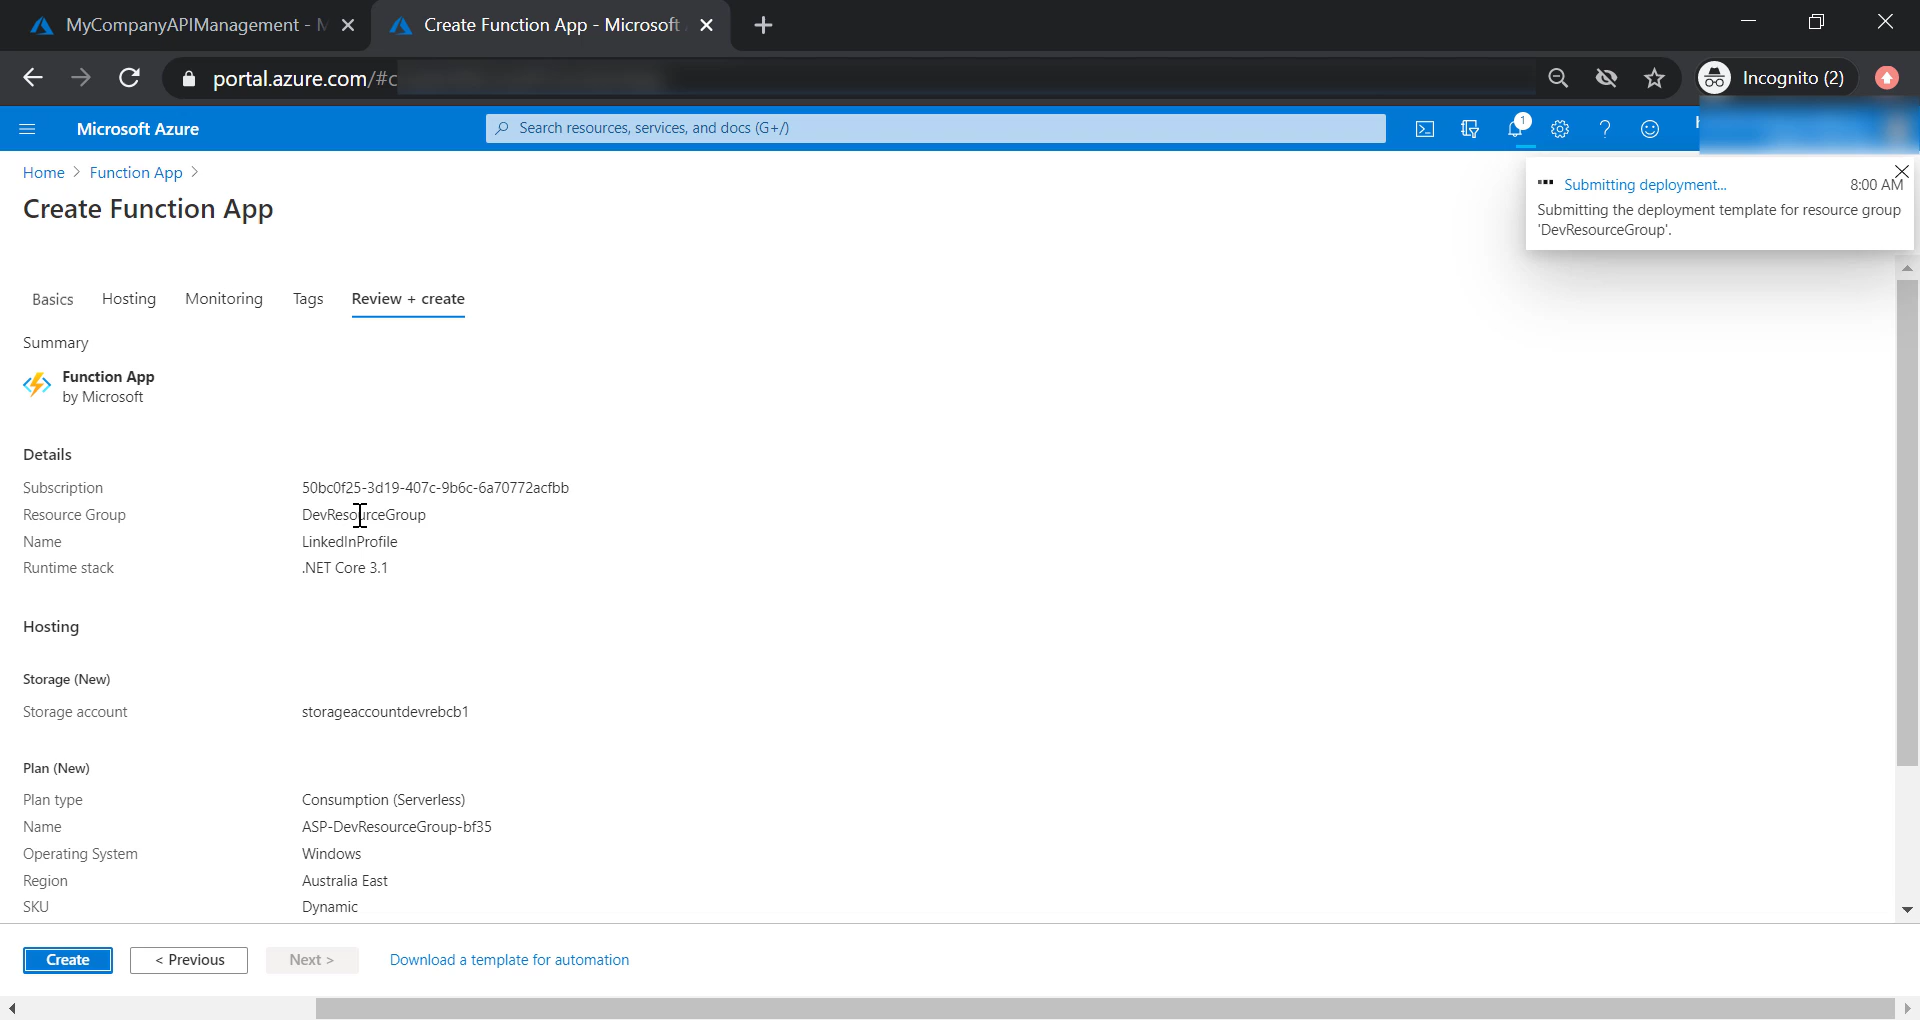 MyCompanyAPIManagement - M
Create Function App - Microsoft
portal.azure.com/#c
Incognito (2)
Microsoft Azure
Search resources, services, and docs (G+/)
1
Home > Function App >
Create Function App
Submitting deployment...
8:00 AM
Submitting the deployment template for resource group
'DevResourceGroup'.
Basics Hosting Monitoring Tags Review + create
Summary
Function App
by Microsoft
Details
Subscription 50bc0f25-3d19-407c-9b6c-6a70772acfbb
Resource Group DevResourceGroup
Name LinkedInProfile
Runtime stack .NET Core 3.1
Hosting
Storage (New)
Storage account storageaccountdevrebcb1
Plan (New)
Plan type Consumption (Serverless)
Name ASP-DevResourceGroup-bf35
Operating System Windows
Region Australia East
SKU Dynamic
Create < Previous Next > Download a template for automation